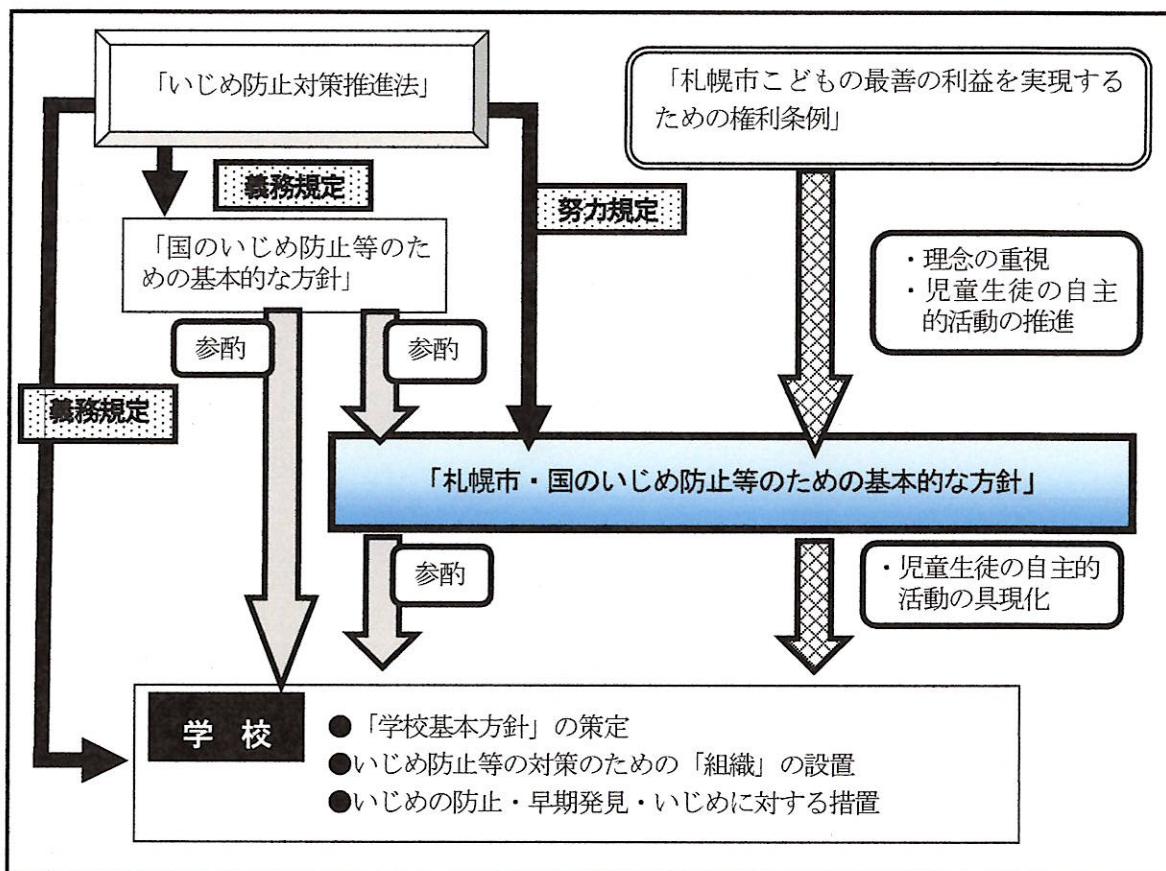 「いじめ防止対策推進法」
「札幌市こどもの最善の利益を実現する
ための権利条例」
義務規定
努力規定
「国のいじめ防止等のた
めの基本的な方針」
・理念の重視
・児童生徒の自主
的活動の推進
参酌
参酌
義務規定
「札幌市・国のいじめ防止等のための基本的な方針」
参酌
・児童生徒の自主的
活動の具現化
学 校
●「学校基本方針」の策定
●いじめ防止等の対策のための「組織」の設置
●いじめの防止・早期発見・いじめに対する措置